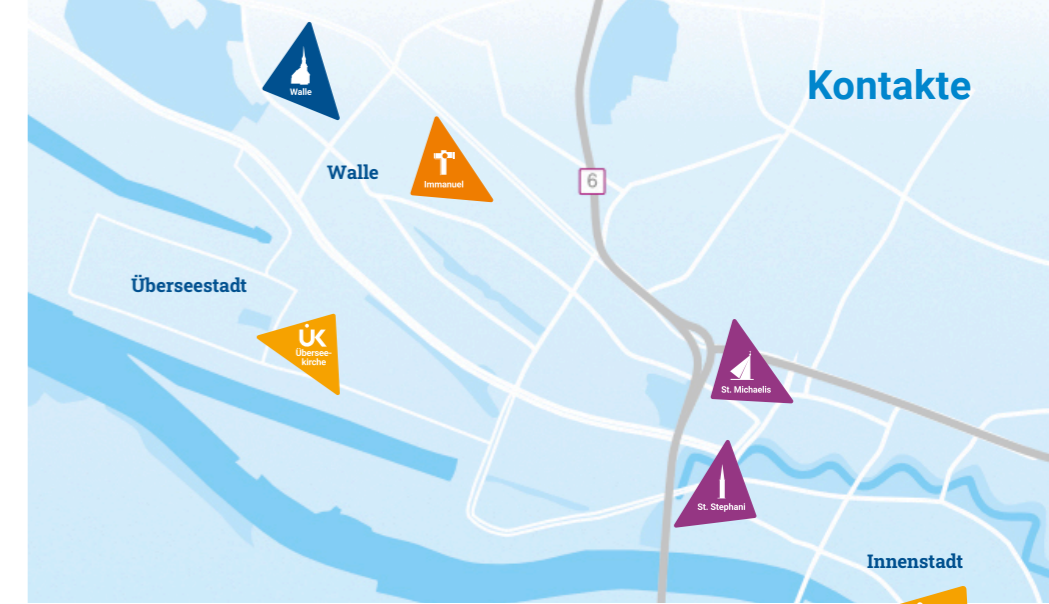 Kontakte
Walle
Walle
Immanuel
6
Überseestadt
ÜK
Übersee-
kirche
St. Michaelis
St. Stephani
Innenstadt